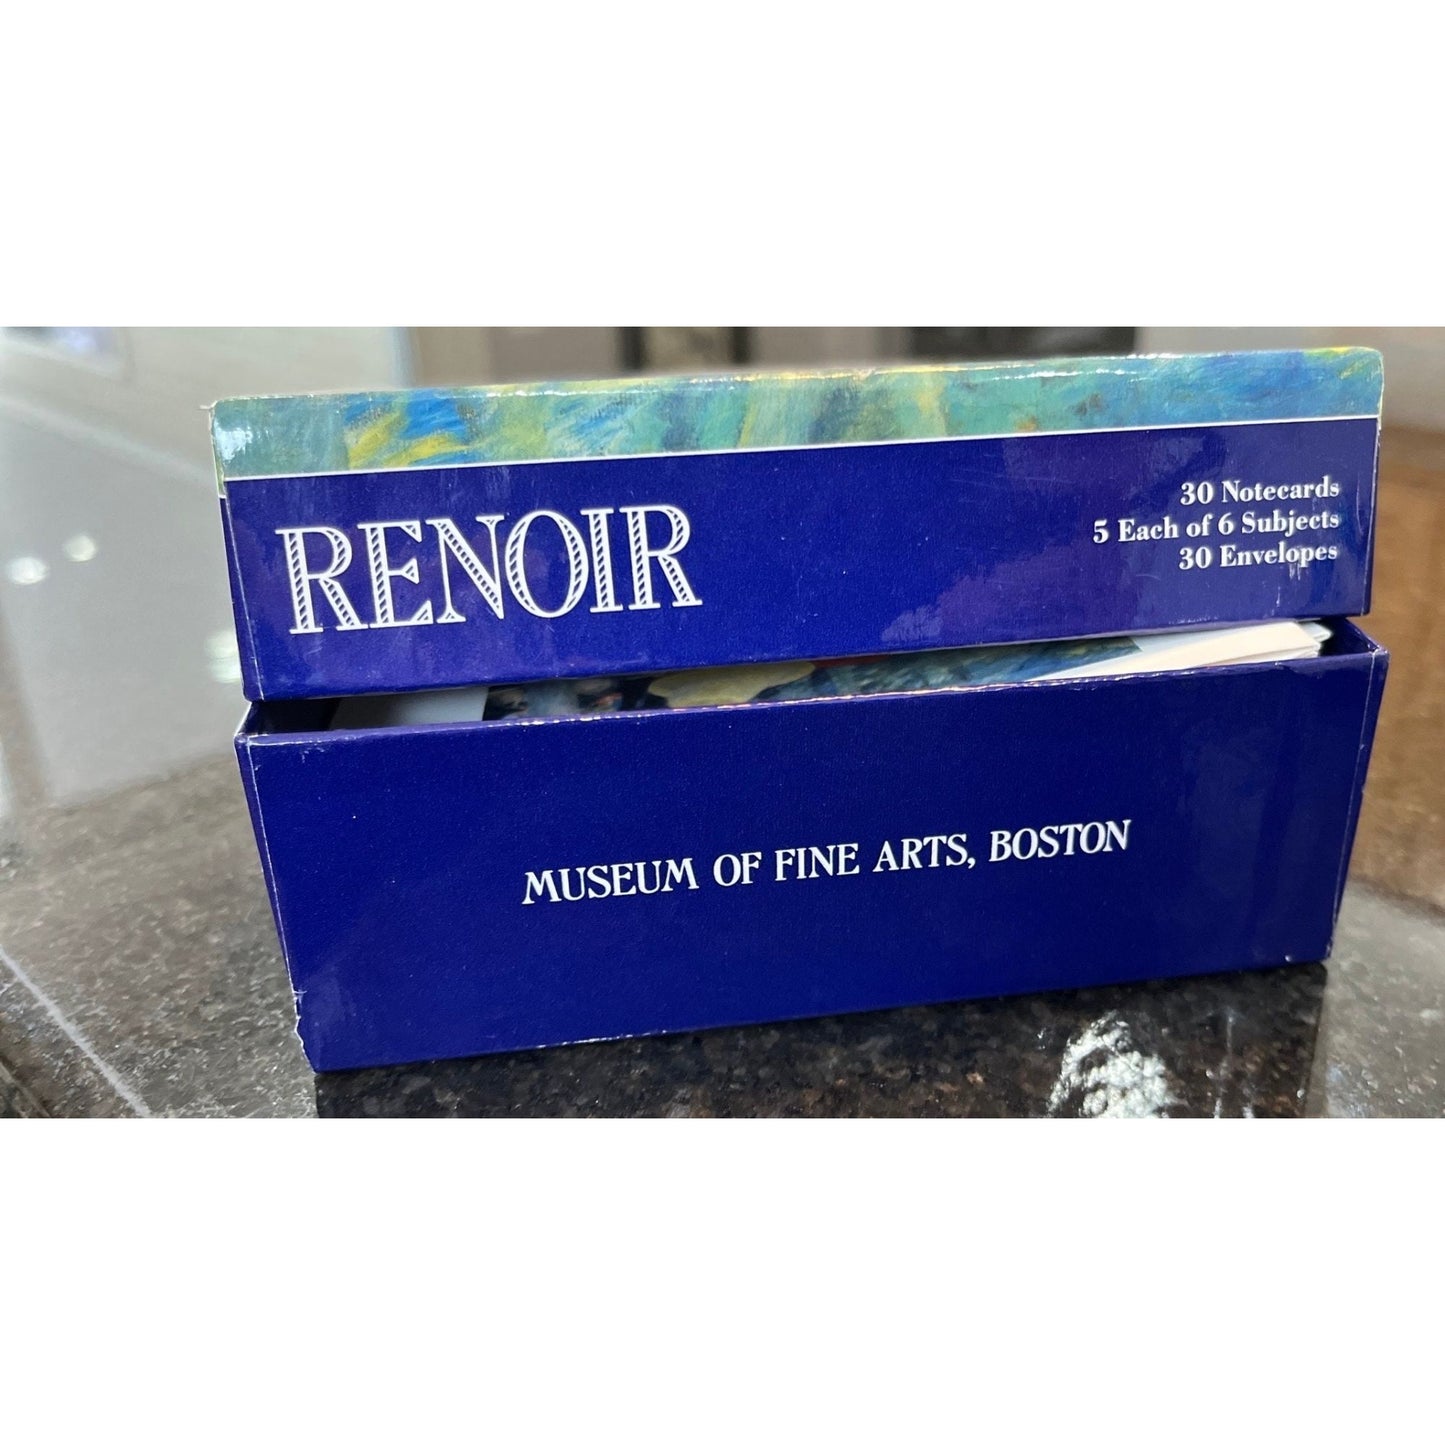 RENOIR
30 Notecards
5 Each of 6 Subjects
30 Envelopes
MUSEUM OF FINE ARTS, BOSTON